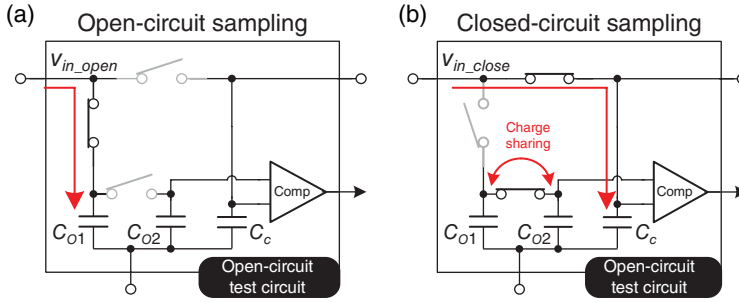 (a) Open-circuit sampling
v_in_open
Comp
C_O1
C_O2
C_c
Open-circuit
test circuit
(b) Closed-circuit sampling
v_in_close
Charge
sharing
Comp
C_O1
C_O2
C_c
Open-circuit
test circuit